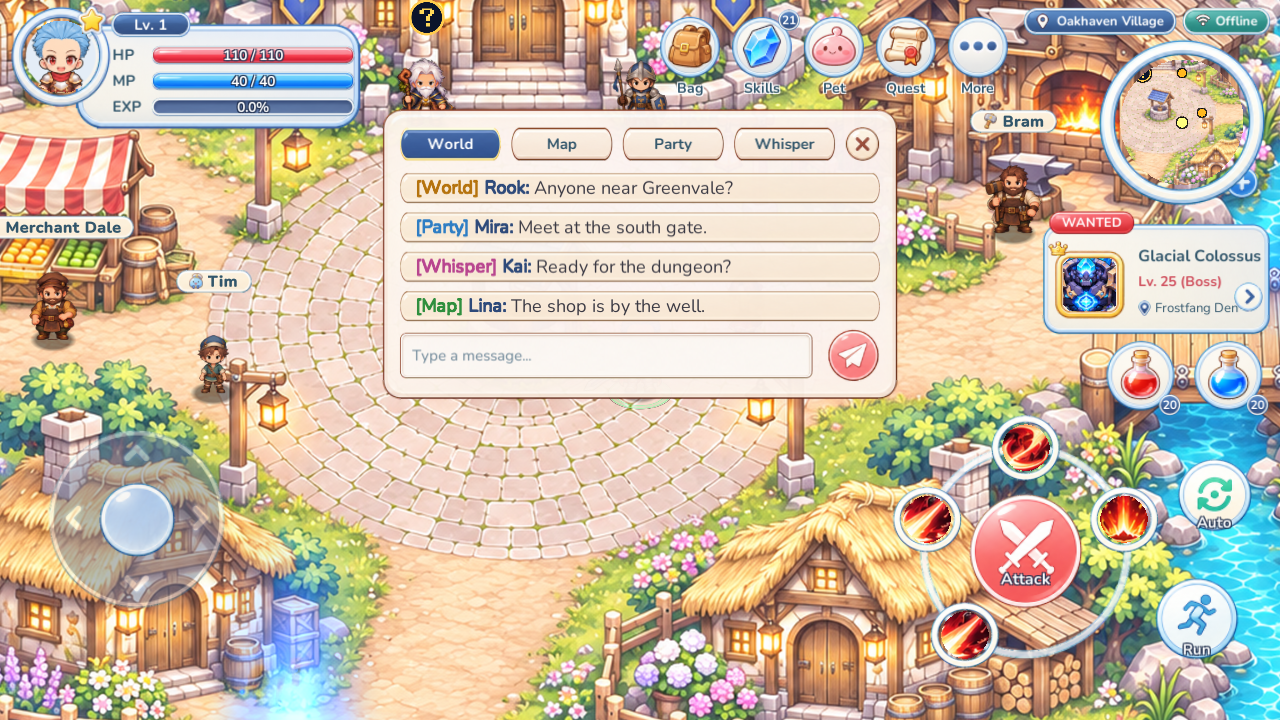 Lv. 1
HP 110 / 110
MP 40 / 40
EXP 0.0%
?
Bag
21
Skills
Pet
Quest
More
Oakhaven Village
Offline
Bram
World
Map
Party
Whisper
[World] Rook: Anyone near Greenvale?
[Party] Mira: Meet at the south gate.
[Whisper] Kai: Ready for the dungeon?
[Map] Lina: The shop is by the well.
Type a message...
Merchant Dale
Tim
WANTED
Glacial Colossus
Lv. 25 (Boss)
Frostfang Den
20
20
Auto
Attack
Run